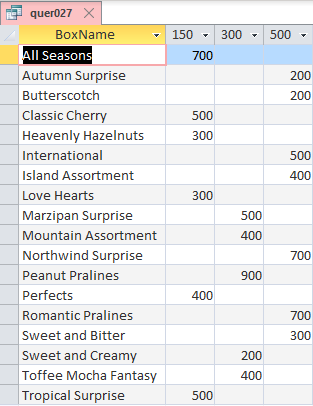 quer027
BoxName 150 300 500
All Seasons 700
Autumn Surprise 200
Butterscotch 200
Classic Cherry 500
Heavenly Hazelnuts 300
International 500
Island Assortment 400
Love Hearts 300
Marzipan Surprise 500
Mountain Assortment 400
Northwind Surprise 700
Peanut Pralines 900
Perfects 400
Romantic Pralines 700
Sweet and Bitter 300
Sweet and Creamy 200
Toffee Mocha Fantasy 400
Tropical Surprise 500